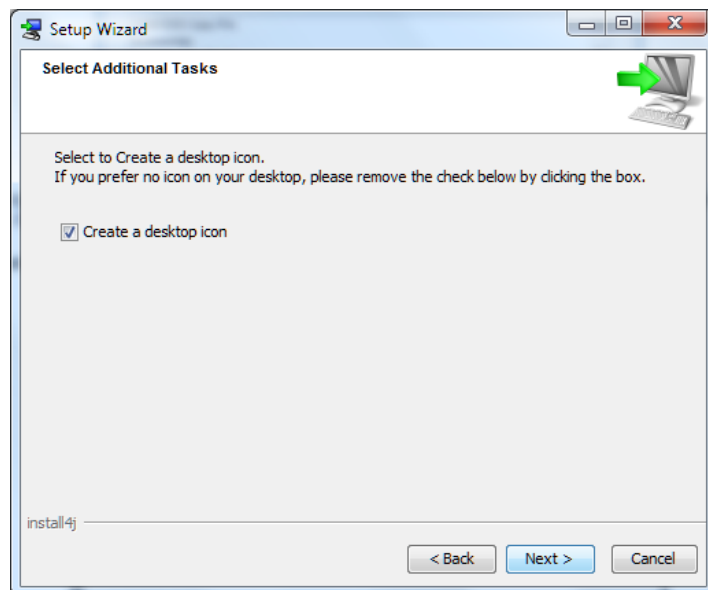 Setup Wizard
Select Additional Tasks
Select to Create a desktop icon.
If you prefer no icon on your desktop, please remove the check below by clicking the box.
Create a desktop icon
install4j
< Back Next > Cancel